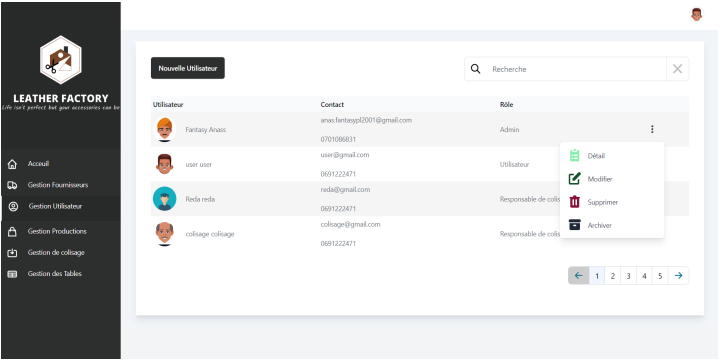 LEATHER FACTORY
Life isn't perfect but your accessories can be
Acceuil
Gestion Fournisseurs
Gestion Utilisateur
Gestion Productions
Gestion de colisage
Gestion des Tables
Nouvelle Utilisateur
Recherche
Utilisateur Contact Rôle
Fantasy Anass anas.fantasypl2001@gmail.com 0701086831 Admin
user user user@gmail.com 0691222471 Utilisateur
Reda reda reda@gmail.com 0691222471 Responsable de colis
colisage colisage colisage@gmail.com 0691222471 Responsable de colis
Détail
Modifier
Supprimer
Archiver
1 2 3 4 5